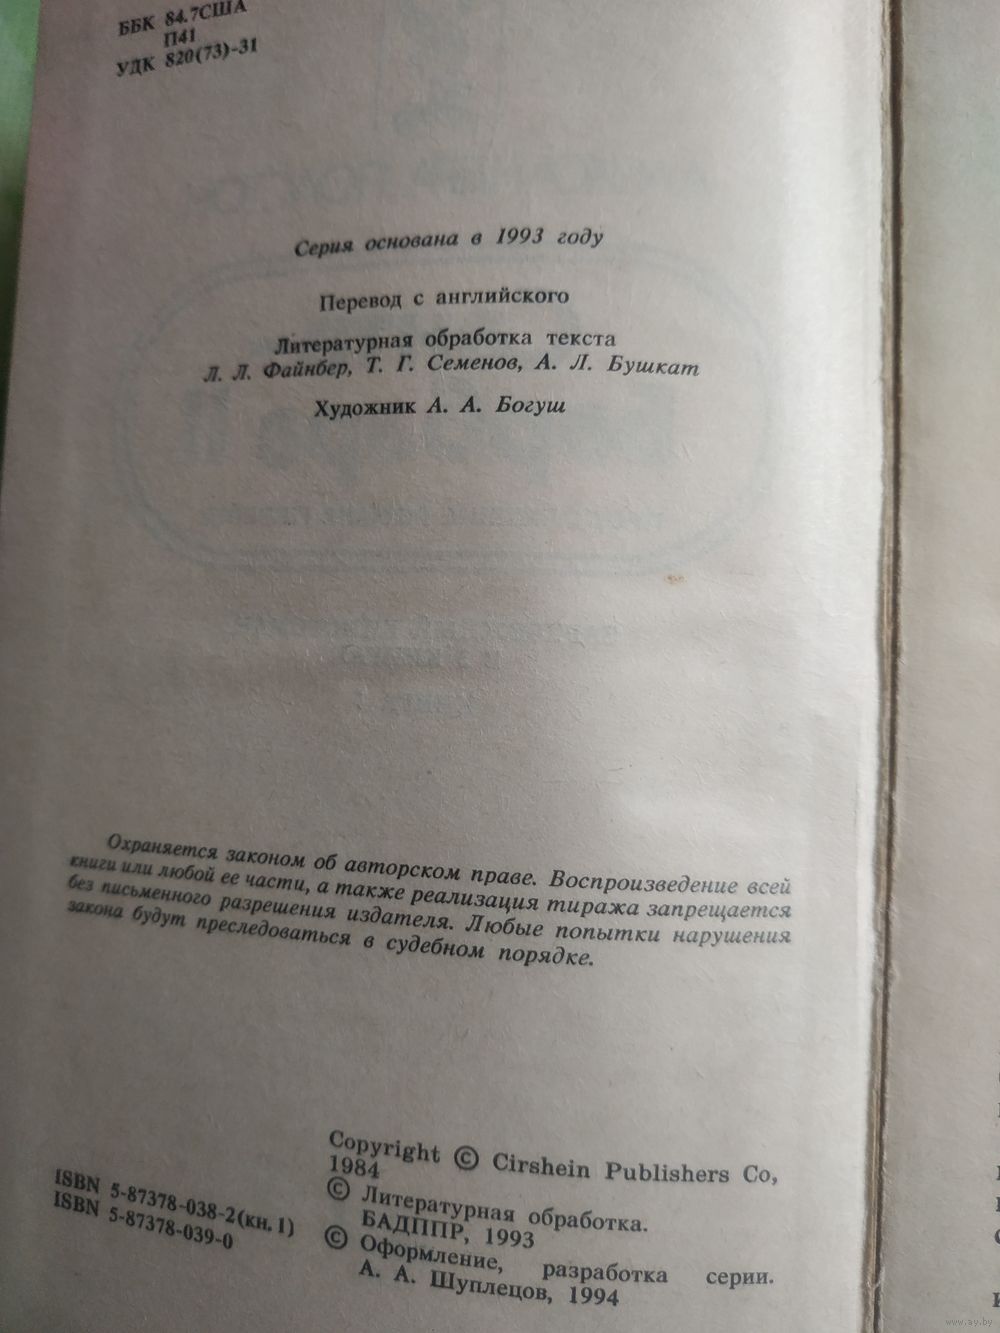 ББК 84.7США
П41
УДК 820(73)-31
Серия основана в 1993 году
Перевод с английского
Литературная обработка текста
Л. Л. Файнбер, Т. Г. Семенов, А. Л. Бушкат
Художник А. А. Богуш
Охраняется законом об авторском праве. Воспроизведение всей
книги или любой ее части, а также реализация тиража запрещается
без письменного разрешения издателя. Любые попытки нарушения
закона будут преследоваться в судебном порядке.
Copyright © Cirshein Publishers Co,
1984
© Литературная обработка.
БАДППР, 1993
© Оформление, разработка серии.
А. А. Шуплецов, 1994
ISBN 5-87378-038-2(кн. 1)
ISBN 5-87378-039-0
www.ay.by